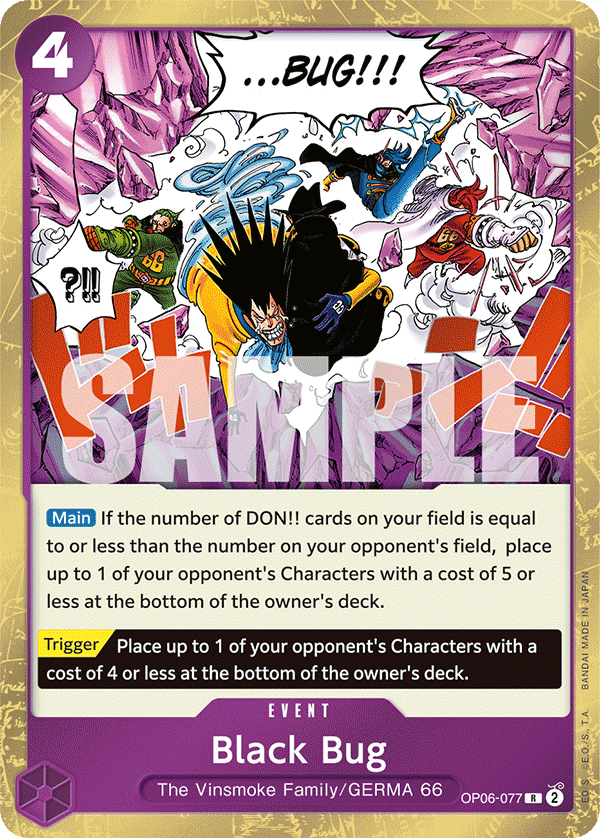 4
...BUG!!!
?!!
SAMPLE
Main If the number of DON!! cards on your field is equal
to or less than the number on your opponent's field, place
up to 1 of your opponent's Characters with a cost of 5 or
less at the bottom of the owner's deck.
Trigger Place up to 1 of your opponent's Characters with a
cost of 4 or less at the bottom of the owner's deck.
EVENT
Black Bug
The Vinsmoke Family/GERMA 66
OP06-077 R 2
BANDAI MADE IN JAPAN
66
66